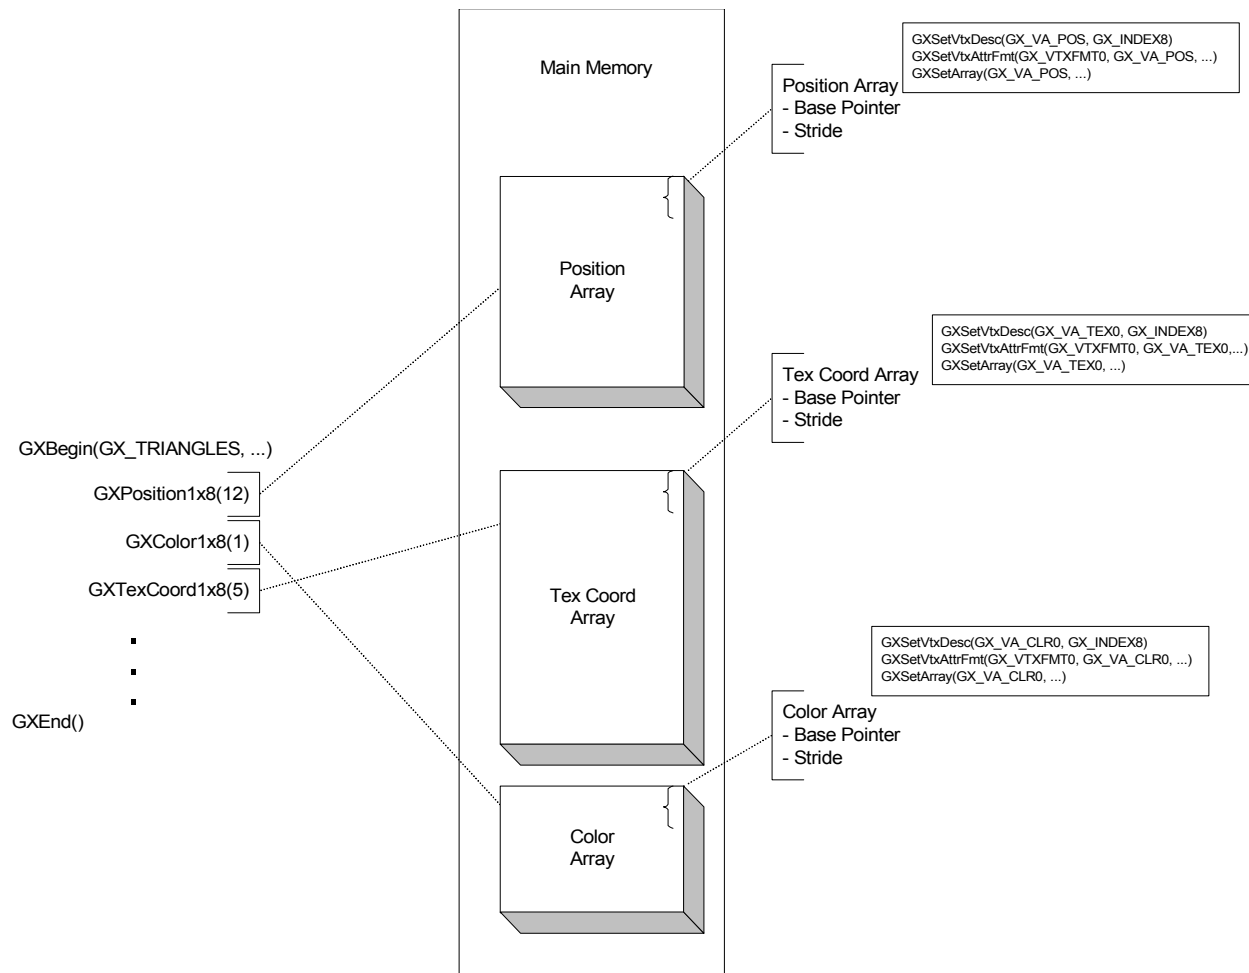 Main Memory
GXSetVtxDesc(GX_VA_POS, GX_INDEX8)
GXSetVtxAttrFmt(GX_VTXFMT0, GX_VA_POS, ...)
GXSetArray(GX_VA_POS, ...)
Position Array
- Base Pointer
- Stride
Position
Array
GXSetVtxDesc(GX_VA_TEX0, GX_INDEX8)
GXSetVtxAttrFmt(GX_VTXFMT0, GX_VA_TEX0,...)
GXSetArray(GX_VA_TEX0, ...)
Tex Coord Array
- Base Pointer
- Stride
GXBegin(GX_TRIANGLES, ...)
GXPosition1x8(12)
GXColor1x8(1)
GXTexCoord1x8(5)
GXEnd()
Tex Coord
Array
GXSetVtxDesc(GX_VA_CLR0, GX_INDEX8)
GXSetVtxAttrFmt(GX_VTXFMT0, GX_VA_CLR0, ...)
GXSetArray(GX_VA_CLR0, ...)
Color Array
- Base Pointer
- Stride
Color
Array